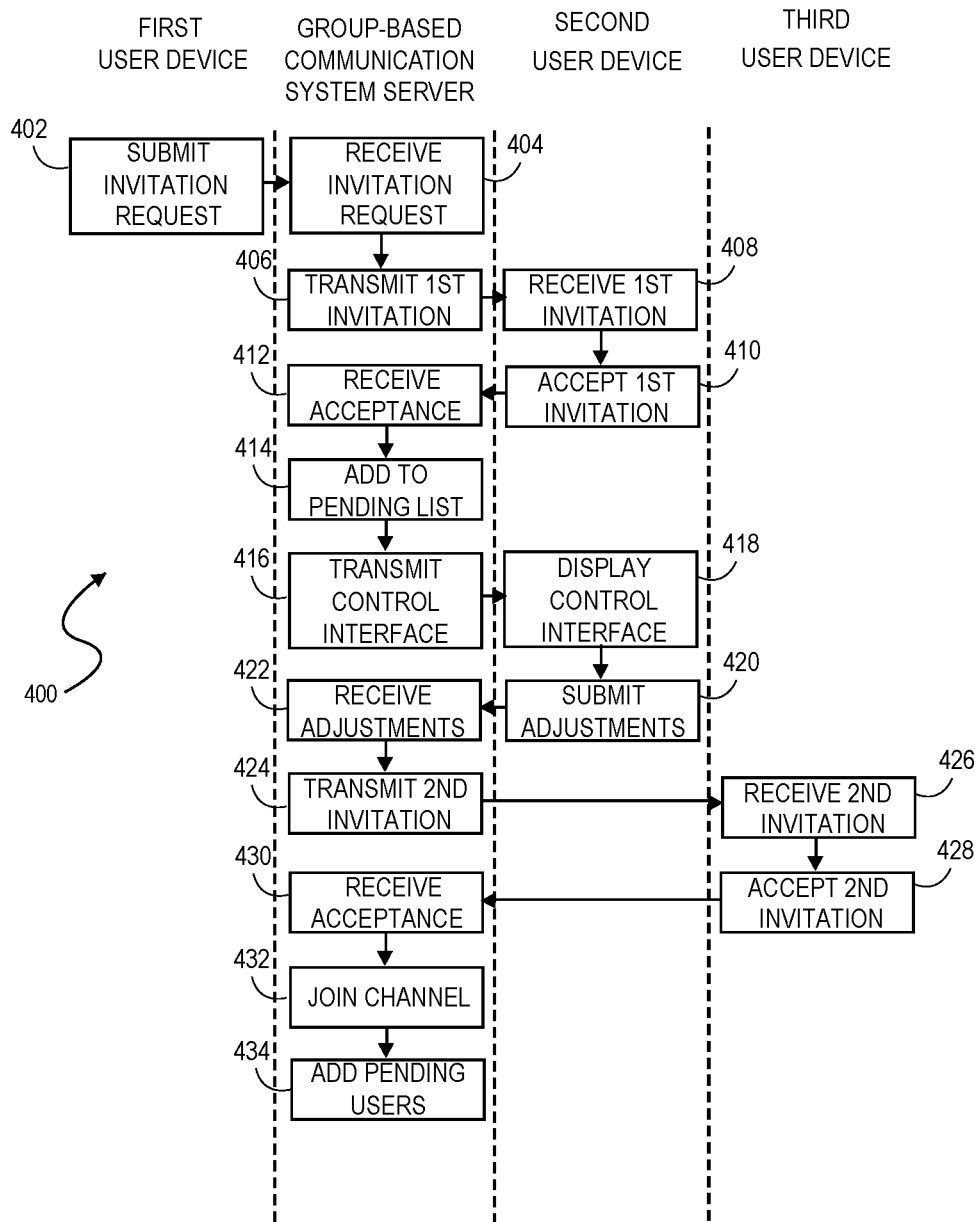 FIRST
USER DEVICE
GROUP-BASED
COMMUNICATION
SYSTEM SERVER
SECOND
USER DEVICE
THIRD
USER DEVICE
402
SUBMIT
INVITATION
REQUEST
RECEIVE
INVITATION
REQUEST
404
406
TRANSMIT 1ST
INVITATION
RECEIVE 1ST
INVITATION
408
412
RECEIVE
ACCEPTANCE
ACCEPT 1ST
INVITATION
410
414
ADD TO
PENDING LIST
416
TRANSMIT
CONTROL
INTERFACE
DISPLAY
CONTROL
INTERFACE
418
400
422
RECEIVE
ADJUSTMENTS
SUBMIT
ADJUSTMENTS
420
424
TRANSMIT 2ND
INVITATION
RECEIVE 2ND
INVITATION
426
430
RECEIVE
ACCEPTANCE
ACCEPT 2ND
INVITATION
428
432
JOIN CHANNEL
434
ADD PENDING
USERS